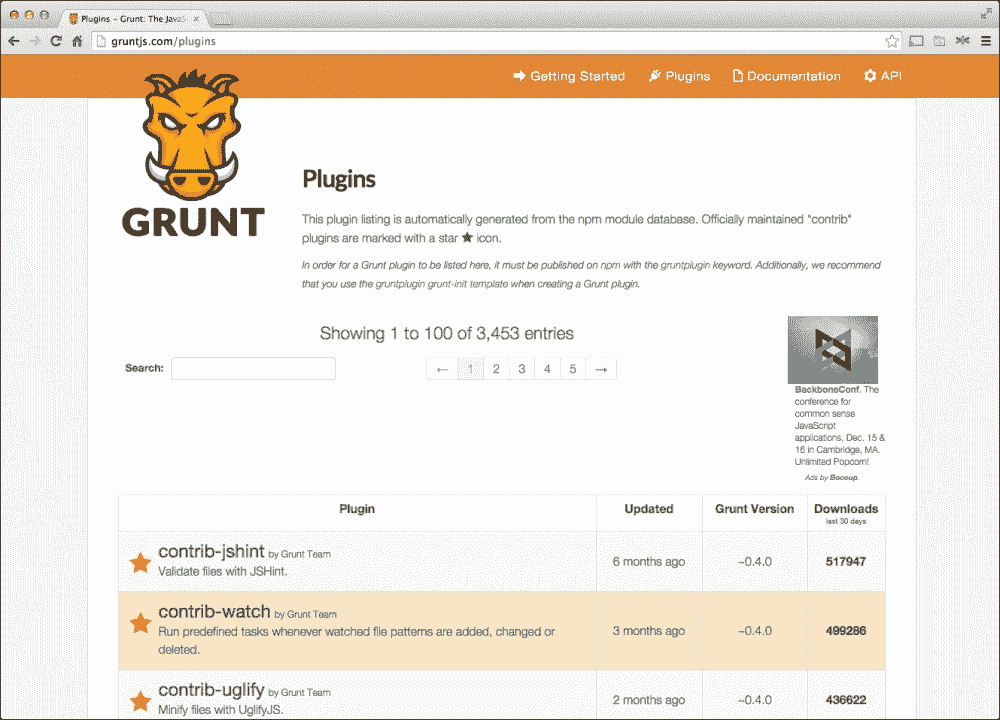 Plugins – Grunt: The JavaS
gruntjs.com/plugins
Getting Started
Plugins
Documentation
API
GRUNT
Plugins
This plugin listing is automatically generated from the npm module database. Officially maintained "contrib"
plugins are marked with a star ★ icon.
In order for a Grunt plugin to be listed here, it must be published on npm with the gruntplugin keyword. Additionally, we recommend
that you use the gruntplugin grunt-init template when creating a Grunt plugin.
Showing 1 to 100 of 3,453 entries
Search:
← 1 2 3 4 5 →
BackboneConf. The
conference for
common sense
JavaScript
applications, Dec. 15 &
16 in Cambridge, MA.
Unlimited Popcorn!
Ads by Bocoup.
Plugin Updated Grunt Version Downloads
last 30 days
contrib-jshint by Grunt Team
Validate files with JSHint.
6 months ago ~0.4.0 517947
contrib-watch by Grunt Team
Run predefined tasks whenever watched file patterns are added, changed or
deleted.
3 months ago ~0.4.0 499286
contrib-uglify by Grunt Team
Minify files with UglifyJS.
2 months ago ~0.4.0 436622